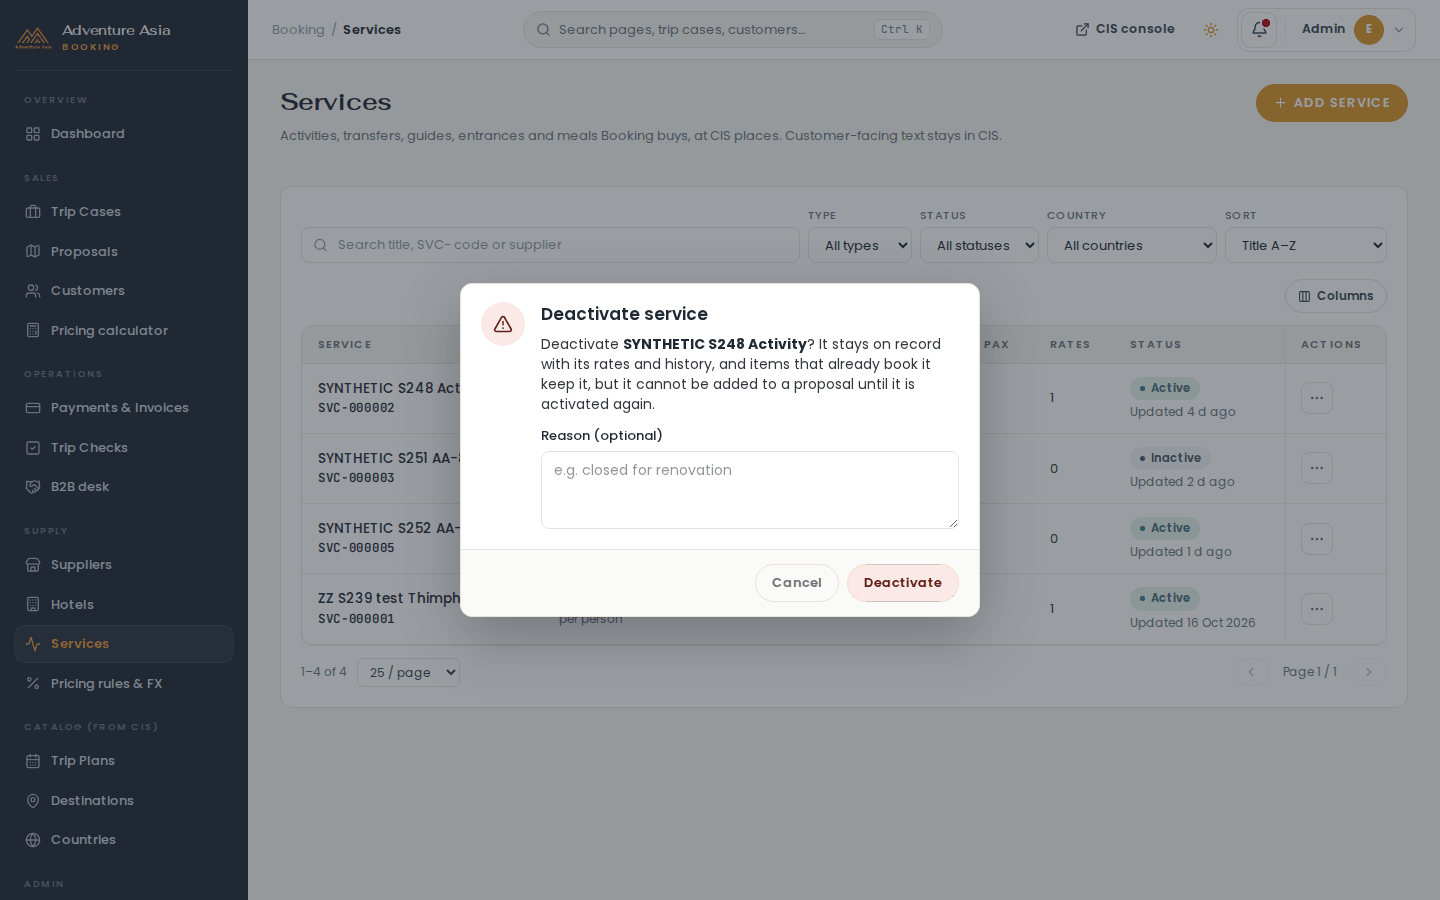 Adventure Asia
BOOKING
OVERVIEW
Dashboard
SALES
Trip Cases
Proposals
Customers
Pricing calculator
OPERATIONS
Payments & Invoices
Trip Checks
B2B desk
SUPPLY
Suppliers
Hotels
Services
Pricing rules & FX
CATALOG (FROM CIS)
Trip Plans
Destinations
Countries
ADMIN
Booking / Services
Search pages, trip cases, customers...
Ctrl K
CIS console
Admin
E
Services
Activities, transfers, guides, entrances and meals Booking buys, at CIS places. Customer-facing text stays in CIS.
+ ADD SERVICE
TYPE
STATUS
COUNTRY
SORT
Search title, SVC- code or supplier
All types
All statuses
All countries
Title A–Z
Columns
SERVICE
PAX
RATES
STATUS
ACTIONS
SYNTHETIC S248 Act
SVC-000002
1
Active
Updated 4 d ago
SYNTHETIC S251 AA-
SVC-000003
0
Inactive
Updated 2 d ago
SYNTHETIC S252 AA-
SVC-000005
0
Active
Updated 1 d ago
ZZ S239 test Thimph
SVC-000001
per person
1
Active
Updated 16 Oct 2026
1–4 of 4
25 / page
Page 1 / 1
Deactivate service
Deactivate SYNTHETIC S248 Activity? It stays on record
with its rates and history, and items that already book it
keep it, but it cannot be added to a proposal until it is
activated again.
Reason (optional)
e.g. closed for renovation
Cancel
Deactivate